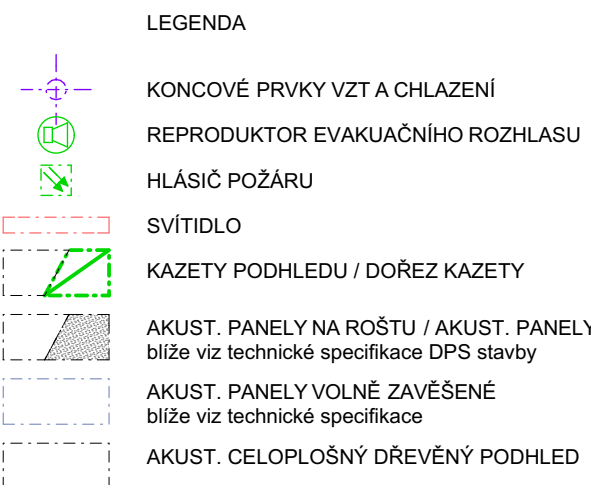 LEGENDA
KONCOVÉ PRVKY VZT A CHLAZENÍ
REPRODUKTOR EVAKUAČNÍHO ROZHLASU
HLÁSIČ POŽÁRU
SVÍTIDLO
KAZETY PODHLEDU / DOŘEZ KAZETY
AKUST. PANELY NA ROŠTU / AKUST. PANELY
blíže viz technické specifikace DPS stavby
AKUST. PANELY VOLNĚ ZAVĚŠENÉ
blíže viz technické specifikace
AKUST. CELOPLOŠNÝ DŘEVĚNÝ PODHLED